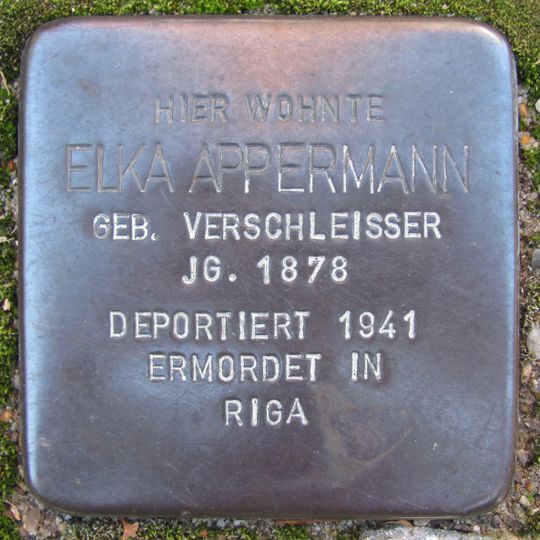 HIER WOHNTE
ELKA APPERMANN
GEB. VERSCHLEISSER
JG. 1878
DEPORTIERT 1941
ERMORDET IN
RIGA